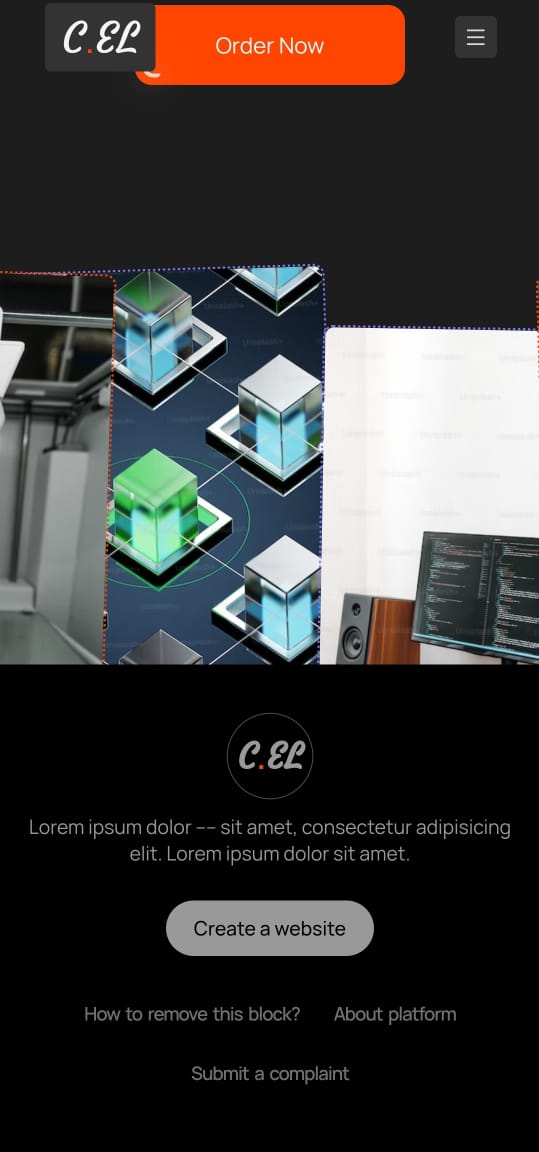 C.EL
Order Now
Unsplash+
C.EL
Lorem ipsum dolor –– sit amet, consectetur adipisicing
elit. Lorem ipsum dolor sit amet.
Create a website
How to remove this block?
About platform
Submit a complaint